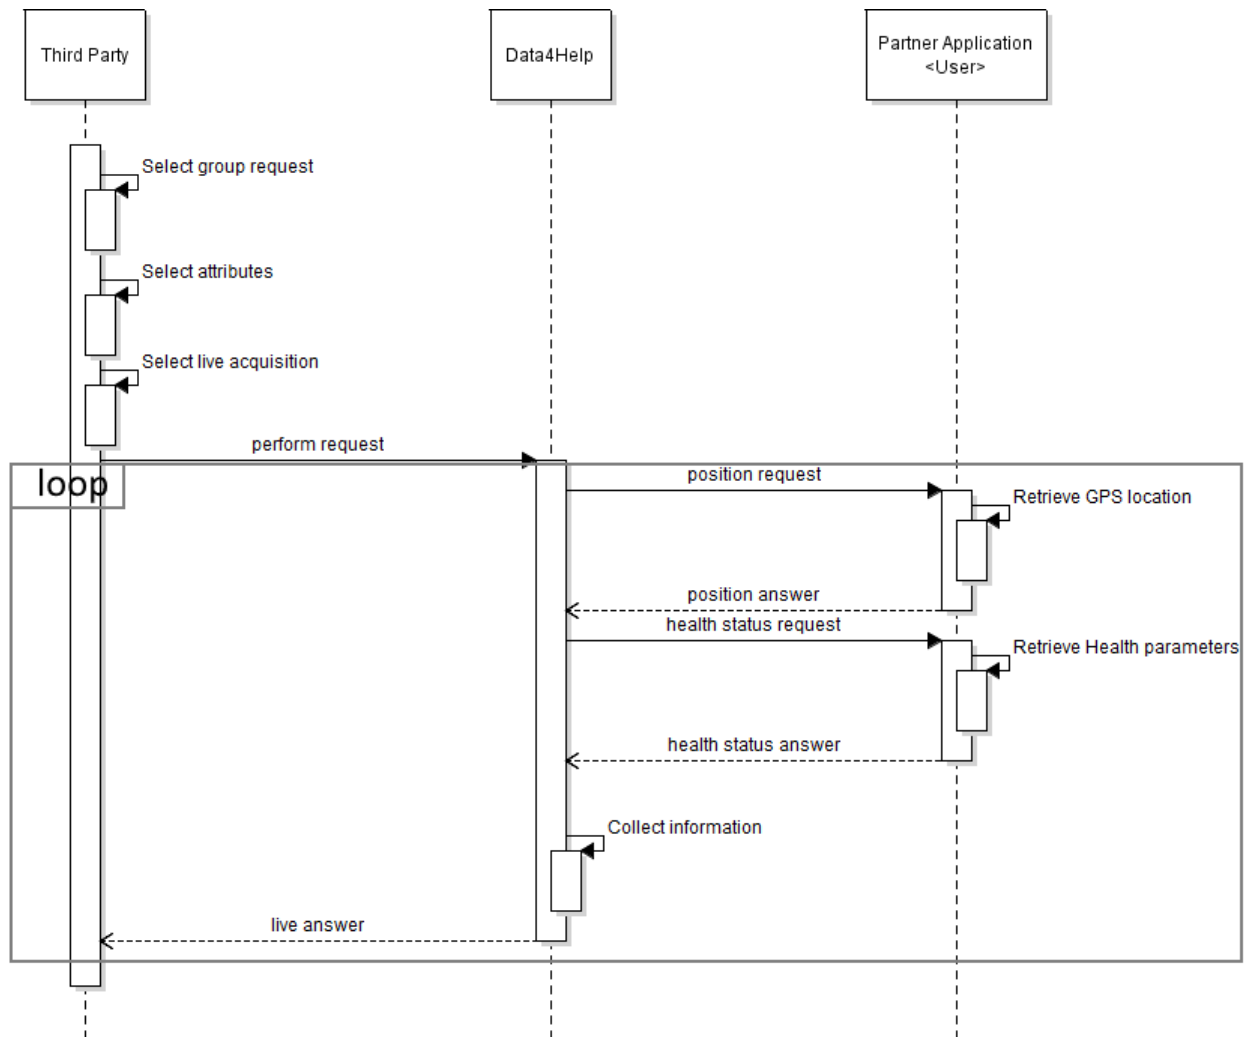 Third Party
Data4Help
Partner Application
<User>
Select group request
Select attributes
Select live acquisition
perform request
loop
position request
Retrieve GPS location
position answer
health status request
Retrieve Health parameters
health status answer
Collect information
live answer